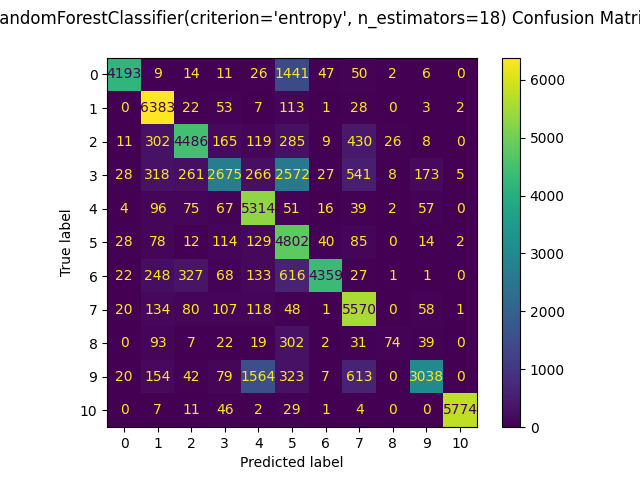 andomForestClassifier(criterion='entropy', n_estimators=18) Confusion Matri
0 4193 9 14 11 26 1441 47 50 2 6 0
1 0 6383 22 53 7 113 1 28 0 3 2
2 11 302 4486 165 119 285 9 430 26 8 0
3 28 318 261 2675 266 2572 27 541 8 173 5
4 4 96 75 67 5314 51 16 39 2 57 0
5 28 78 12 114 129 4802 40 85 0 14 2
6 22 248 327 68 133 616 4359 27 1 1 0
7 20 134 80 107 118 48 1 5570 0 58 1
8 0 93 7 22 19 302 2 31 74 39 0
9 20 154 42 79 1564 323 7 613 0 3038 0
10 0 7 11 46 2 29 1 4 0 0 5774
0 1 2 3 4 5 6 7 8 9 10
Predicted label
True label
6000
5000
4000
3000
2000
1000
0